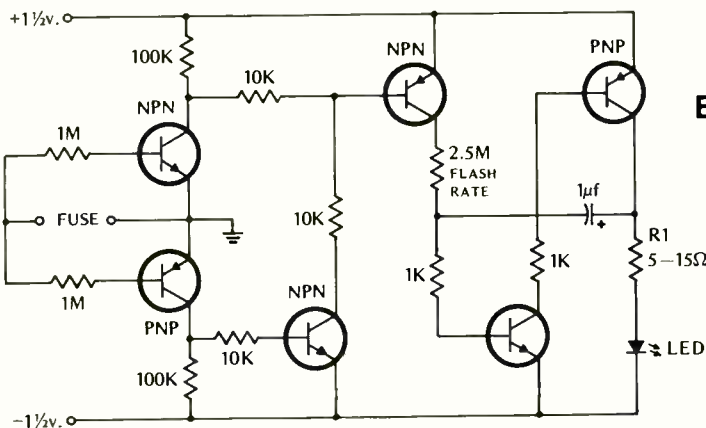 +1½v.
100K
NPN
10K
NPN
PNP
E
1M
FUSE
2.5M
FLASH
RATE
1µf
+
10K
R1
5–15Ω
1M
PNP
10K
NPN
1K
1K
LED
100K
−1½v.